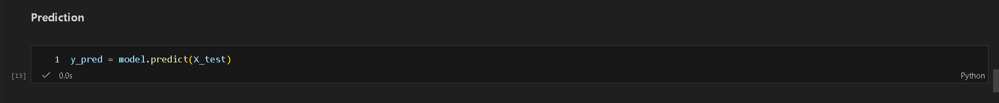 Prediction
1 y_pred = model.predict(X_test)
[13] 0.0s Python